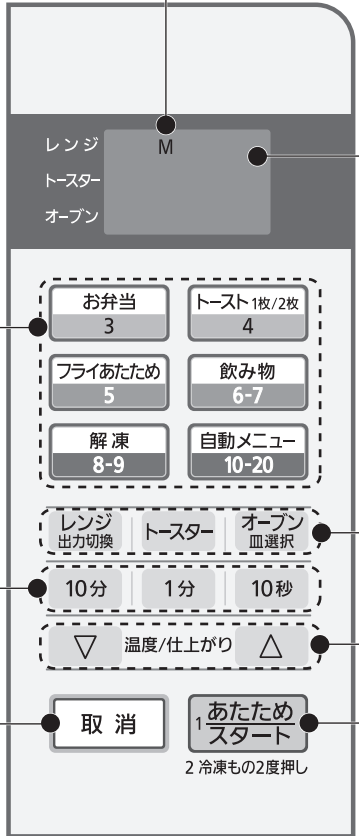 レンジ
M
トースター
オーブン
お弁当
3
トースト 1枚/2枚
4
フライあたため
5
飲み物
6-7
解凍
8-9
自動メニュー
10-20
レンジ
出力切換
トースター
オーブン
皿選択
10分
1分
10秒
▽ 温度/仕上がり △
取消
1 あたため
スタート
2 冷凍もの2度押し